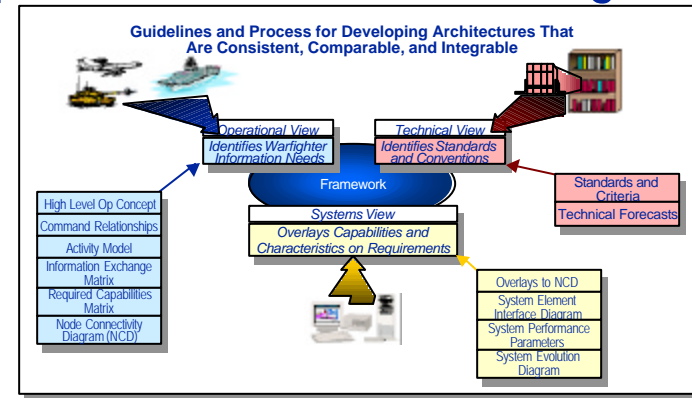 Guidelines and Process for Developing Architectures That
Are Consistent, Comparable, and Integrable
Operational View
Identifies Warfighter
Information Needs
Technical View
Identifies Standards
and Conventions
Framework
Systems View
Overlays Capabilities and
Characteristics on Requirements
High Level Op Concept
Command Relationships
Activity Model
Information Exchange
Matrix
Required Capabilities
Matrix
Node Connectivity
Diagram (NCD)
Standards and
Criteria
Technical Forecasts
Overlays to NCD
System Element
Interface Diagram
System Performance
Parameters
System Evolution
Diagram